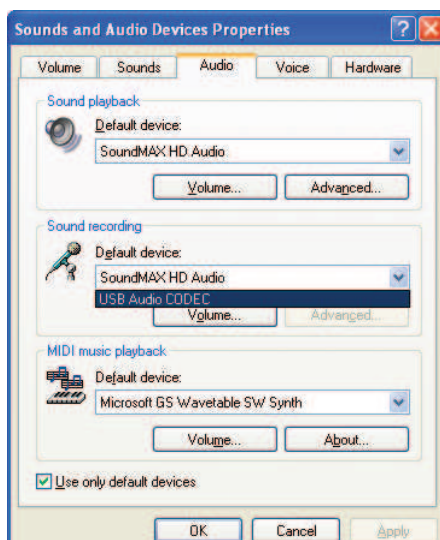 Sounds and Audio Devices Properties
Volume Sounds Audio Voice Hardware
Sound playback
Default device:
SoundMAX HD Audio
Volume... Advanced...
Sound recording
Default device:
SoundMAX HD Audio
USB Audio CODEC
Volume... Advanced...
MIDI music playback
Default device:
Microsoft GS Wavetable SW Synth
Volume... About...
Use only default devices
OK Cancel Apply